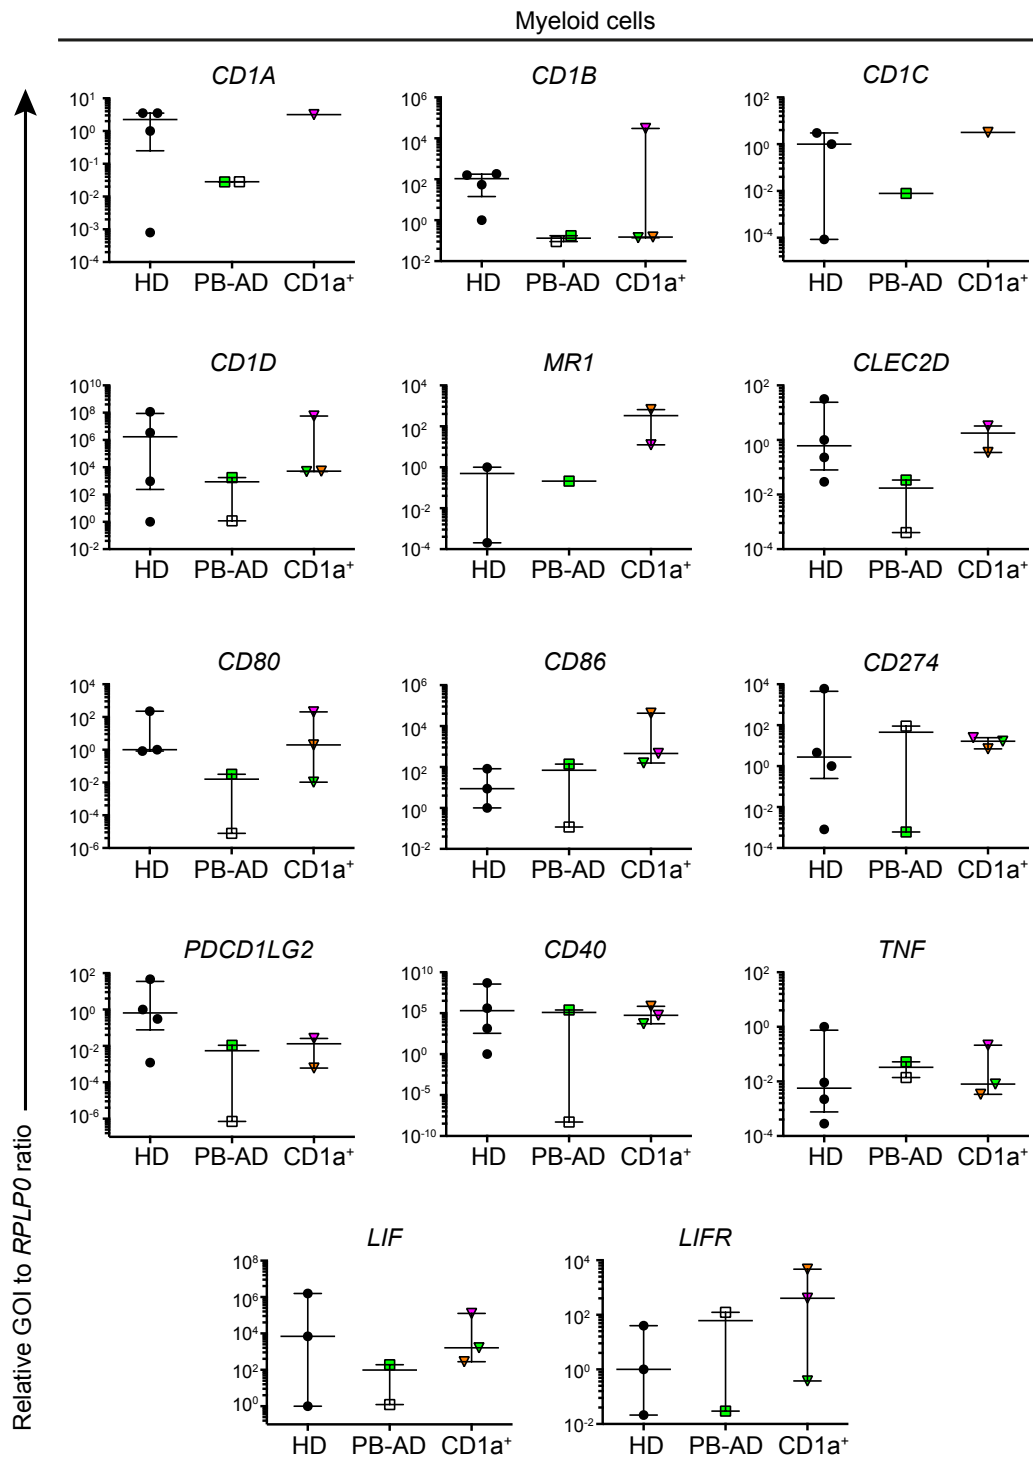 Myeloid cells
Relative GOI to RPLP0 ratio
CD1A
10¹
10⁰
10⁻¹
10⁻²
10⁻³
10⁻⁴
HD PB-AD CD1a⁺
CD1B
10⁶
10⁴
10²
10⁰
10⁻²
HD PB-AD CD1a⁺
CD1C
10²
10⁰
10⁻²
10⁻⁴
HD PB-AD CD1a⁺
CD1D
10¹⁰
10⁸
10⁶
10⁴
10²
10⁰
10⁻²
HD PB-AD CD1a⁺
MR1
10⁴
10²
10⁰
10⁻²
10⁻⁴
HD PB-AD CD1a⁺
CLEC2D
10²
10⁰
10⁻²
10⁻⁴
HD PB-AD CD1a⁺
CD80
10⁴
10²
10⁰
10⁻²
10⁻⁴
10⁻⁶
HD PB-AD CD1a⁺
CD86
10⁶
10⁴
10²
10⁰
10⁻²
HD PB-AD CD1a⁺
CD274
10⁴
10²
10⁰
10⁻²
10⁻⁴
HD PB-AD CD1a⁺
PDCD1LG2
10²
10⁰
10⁻²
10⁻⁴
10⁻⁶
HD PB-AD CD1a⁺
CD40
10¹⁰
10⁵
10⁰
10⁻⁵
10⁻¹⁰
HD PB-AD CD1a⁺
TNF
10²
10⁰
10⁻²
10⁻⁴
HD PB-AD CD1a⁺
LIF
10⁸
10⁶
10⁴
10²
10⁰
HD PB-AD CD1a⁺
LIFR
10⁴
10²
10⁰
10⁻²
HD PB-AD CD1a⁺